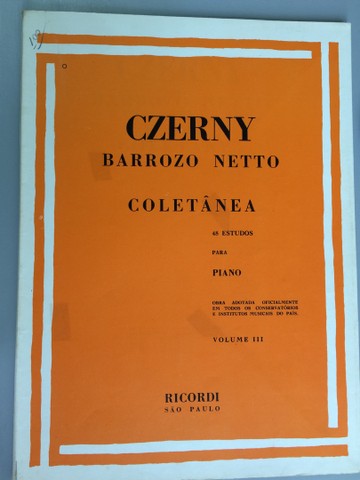 CZERNY
BARROZO NETTO
COLETÂNEA
68 ESTUDOS
PARA
PIANO
OBRA ADOTADA OFICIALMENTE
EM TODOS OS CONSERVATÓRIOS
E INSTITUTOS MUSICAIS DO PAÍS.
VOLUME III
RICORDI
SÃO PAULO